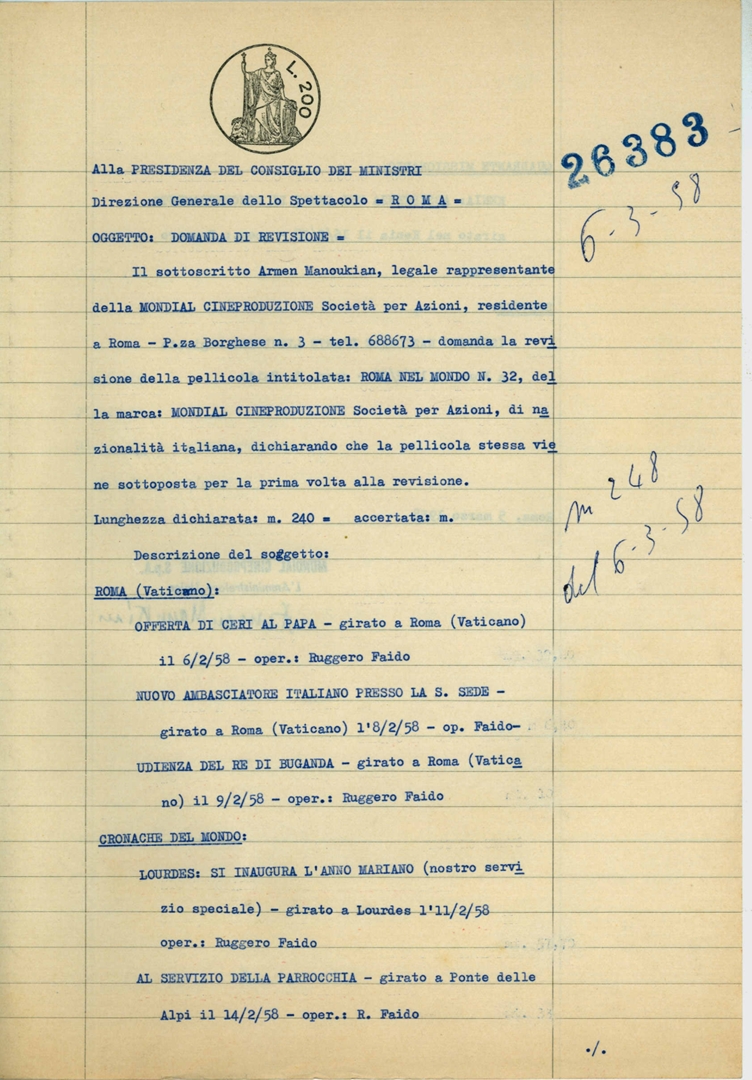 L. 200
26383
6-3-58
Alla PRESIDENZA DEL CONSIGLIO DEI MINISTRI
Direzione Generale dello Spettacolo = R O M A =
OGGETTO: DOMANDA DI REVISIONE =
Il sottoscritto Armen Manoukian, legale rappresentante
della MONDIAL CINEPRODUZIONE Società per Azioni, residente
a Roma - P.za Borghese n. 3 - tel. 688673 - domanda la revi
sione della pellicola intitolata: ROMA NEL MONDO N. 32, del
la marca: MONDIAL CINEPRODUZIONE Società per Azioni, di na
zionalità italiana, dichiarando che la pellicola stessa vie
ne sottoposta per la prima volta alla revisione.
Lunghezza dichiarata: m. 240 = accertata: m.
m 248
del 6-3-58
Descrizione del soggetto:
ROMA (Vaticano):
OFFERTA DI CERI AL PAPA - girato a Roma (Vaticano)
il 6/2/58 - oper.: Ruggero Faido
NUOVO AMBASCIATORE ITALIANO PRESSO LA S. SEDE -
girato a Roma (Vaticano) l'8/2/58 - op. Faido-
UDIENZA DEL RE DI BUGANDA - girato a Roma (Vatica
no) il 9/2/58 - oper.: Ruggero Faido
CRONACHE DEL MONDO:
LOURDES: SI INAUGURA L'ANNO MARIANO (nostro servi
zio speciale) - girato a Lourdes l'11/2/58
oper.: Ruggero Faido
AL SERVIZIO DELLA PARROCCHIA - girato a Ponte delle
Alpi il 14/2/58 - oper.: R. Faido
./.